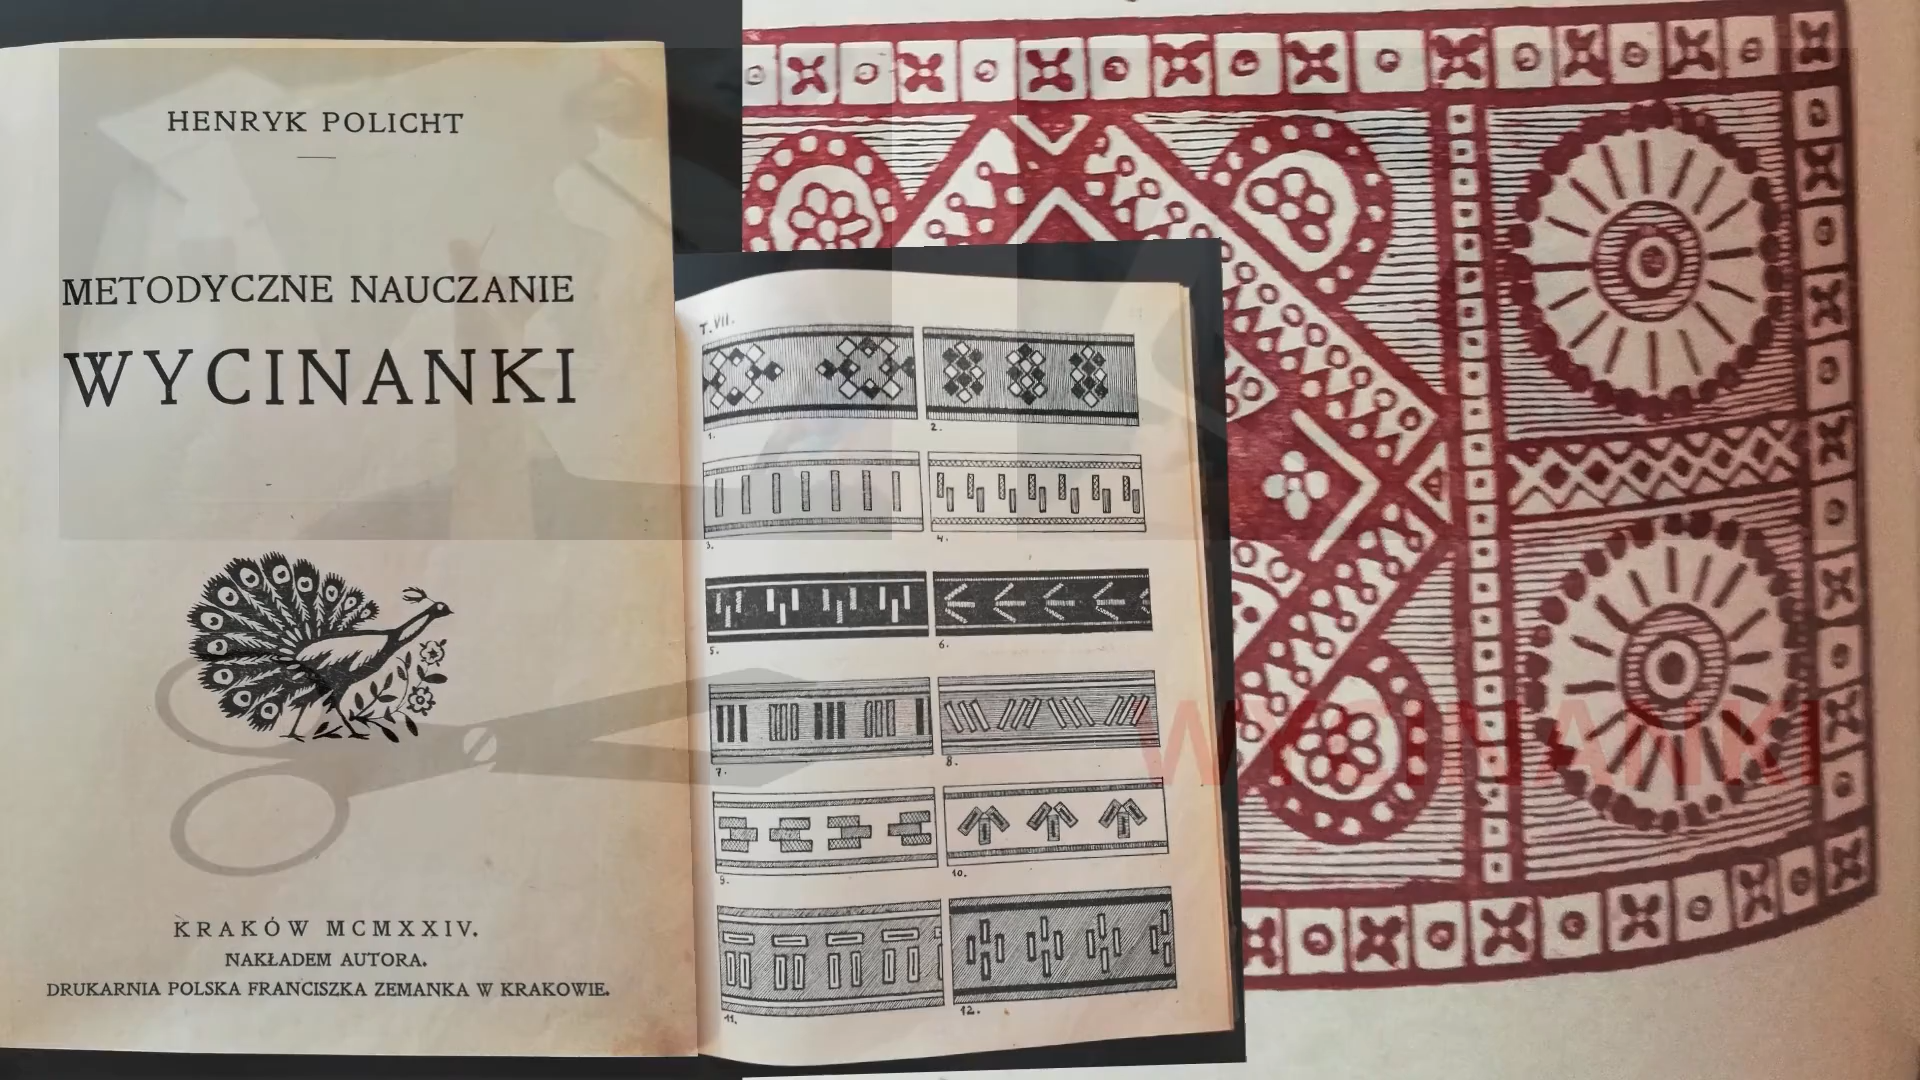 HENRYK POLICHT
METODYCZNE NAUCZANIE
WYCINANKI
KRAKÓW MCMXXIV.
NAKŁADEM AUTORA.
DRUKARNIA POLSKA FRANCISZKA ZEMANKA W KRAKOWIE.
T. VII.
1. 2.
3. 4.
5. 6.
7. 8.
9. 10.
11. 12.
WYCINANKI